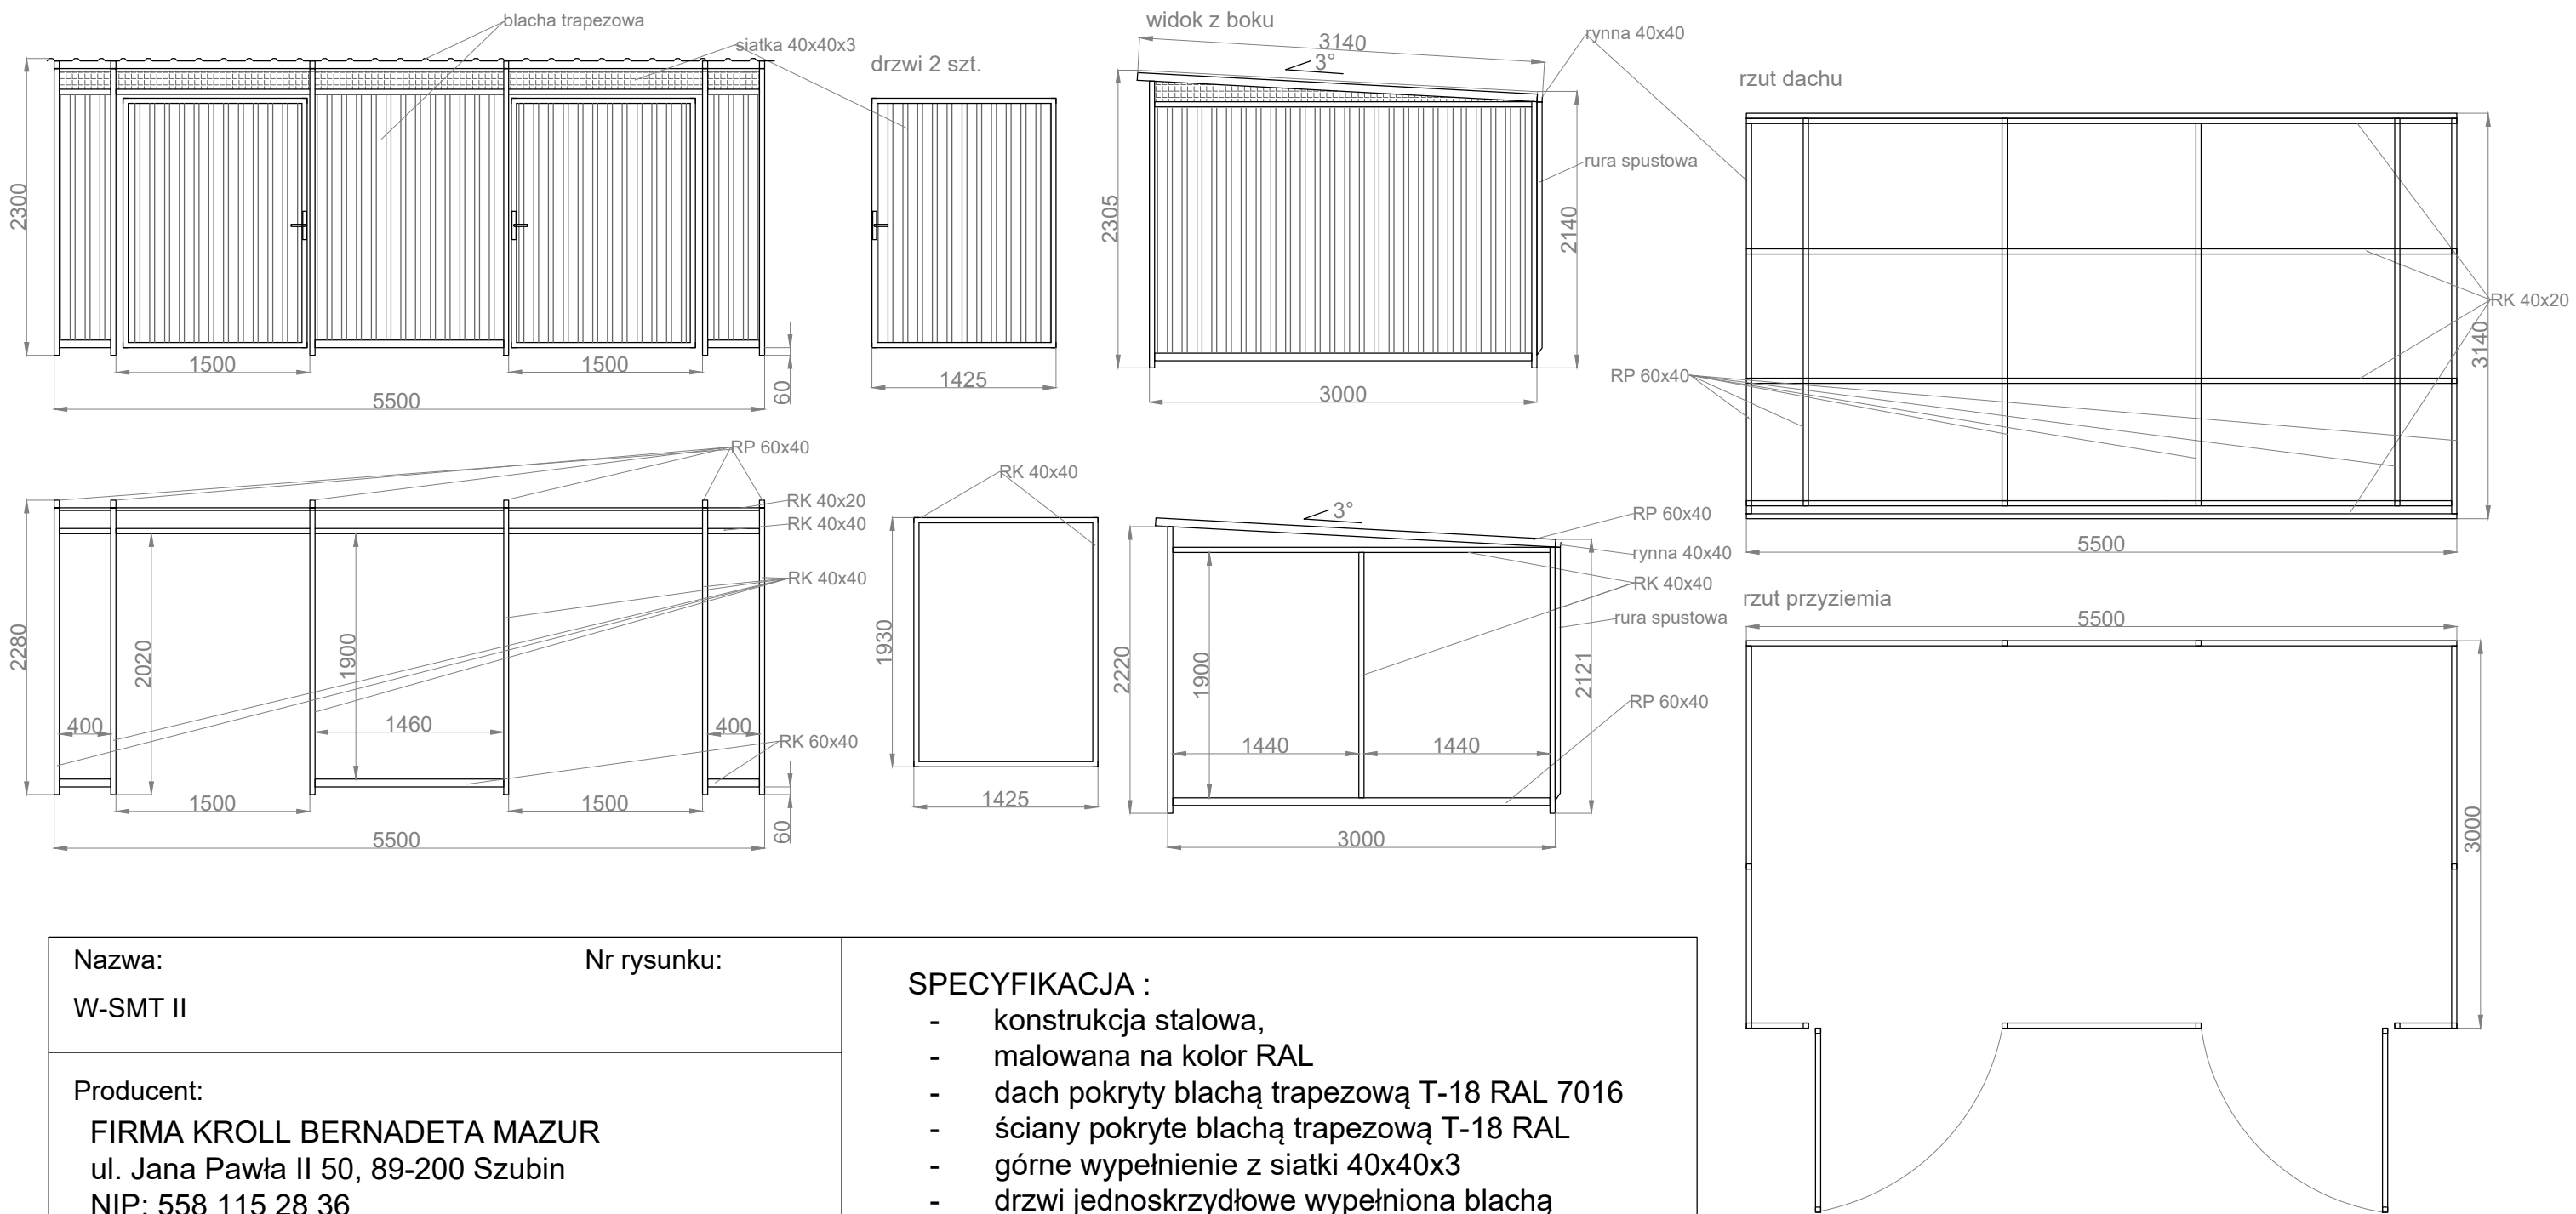 blacha trapezowa
siatka 40x40x3
2300
1500
1500
5500
60
drzwi 2 szt.
1425
widok z boku
3140
3°
rynna 40x40
rura spustowa
2305
2140
3000
rzut dachu
RK 40x20
3140
RP 60x40
5500
RP 60x40
RK 40x20
RK 40x40
RK 40x40
2280
2020
1900
400
1460
400
RK 60x40
1500
1500
60
5500
RK 40x40
1930
1425
3°
RP 60x40
rynna 40x40
RK 40x40
rura spustowa
2220
1900
2121
RP 60x40
1440
1440
3000
rzut przyziemia
5500
3000
Nazwa:
Nr rysunku:
W-SMT II
Producent:
FIRMA KROLL BERNADETA MAZUR
ul. Jana Pawła II 50, 89-200 Szubin
NIP: 558 115 28 36
SPECYFIKACJA :
- konstrukcja stalowa,
- malowana na kolor RAL
- dach pokryty blachą trapezową T-18 RAL 7016
- ściany pokryte blachą trapezową T-18 RAL
- górne wypełnienie z siatki 40x40x3
- drzwi jednoskrzydłowe wypełniona blachą